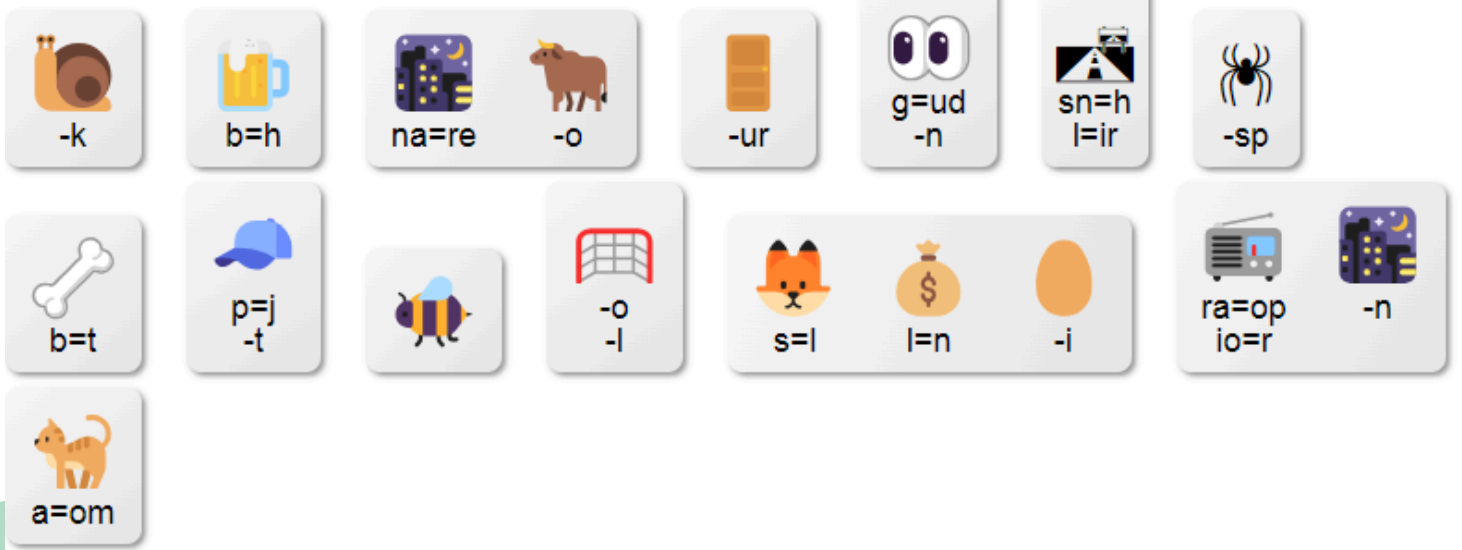 -k
b=h
na=re
-o
-ur
g=ud
-n
sn=h
l=ir
-sp
b=t
p=j
-t
-o
-l
s=l
l=n
-i
ra=op
io=r
-n
a=om